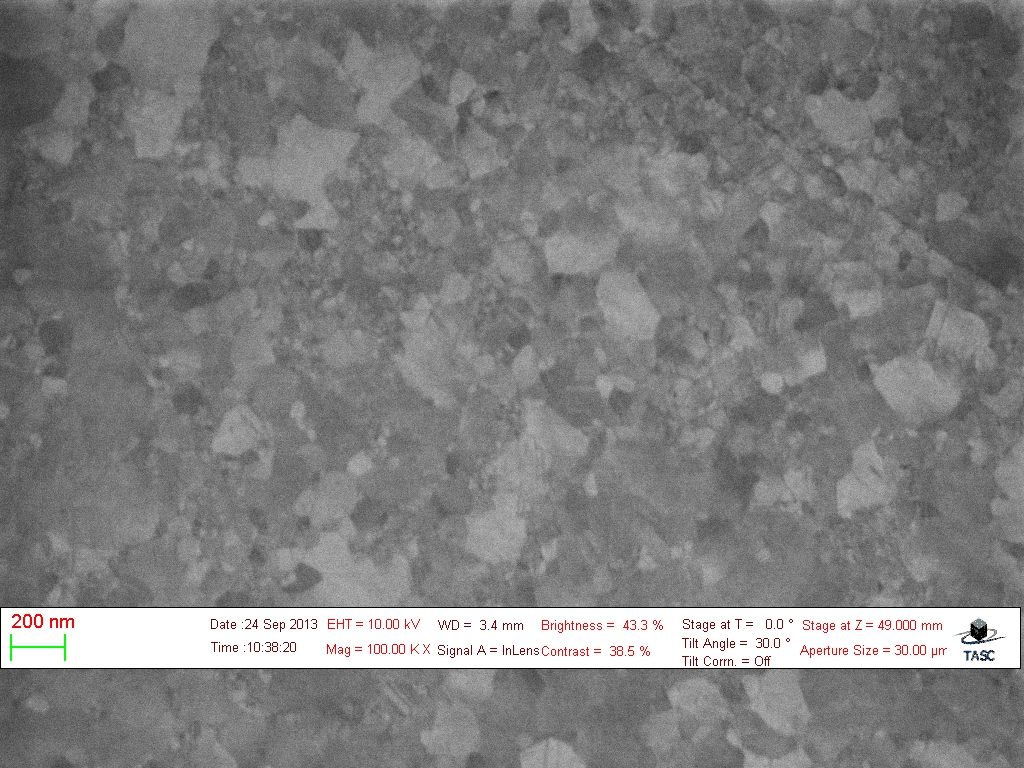 200 nm
Date :24 Sep 2013 EHT = 10.00 kV WD = 3.4 mm Brightness = 43.3 % Stage at T = 0.0 ° Stage at Z = 49.000 mm
Time :10:38:20 Mag = 100.00 K X Signal A = InLens Contrast = 38.5 % Tilt Angle = 30.0 ° Aperture Size = 30.00 µm
Tilt Corrn. = Off
TASC